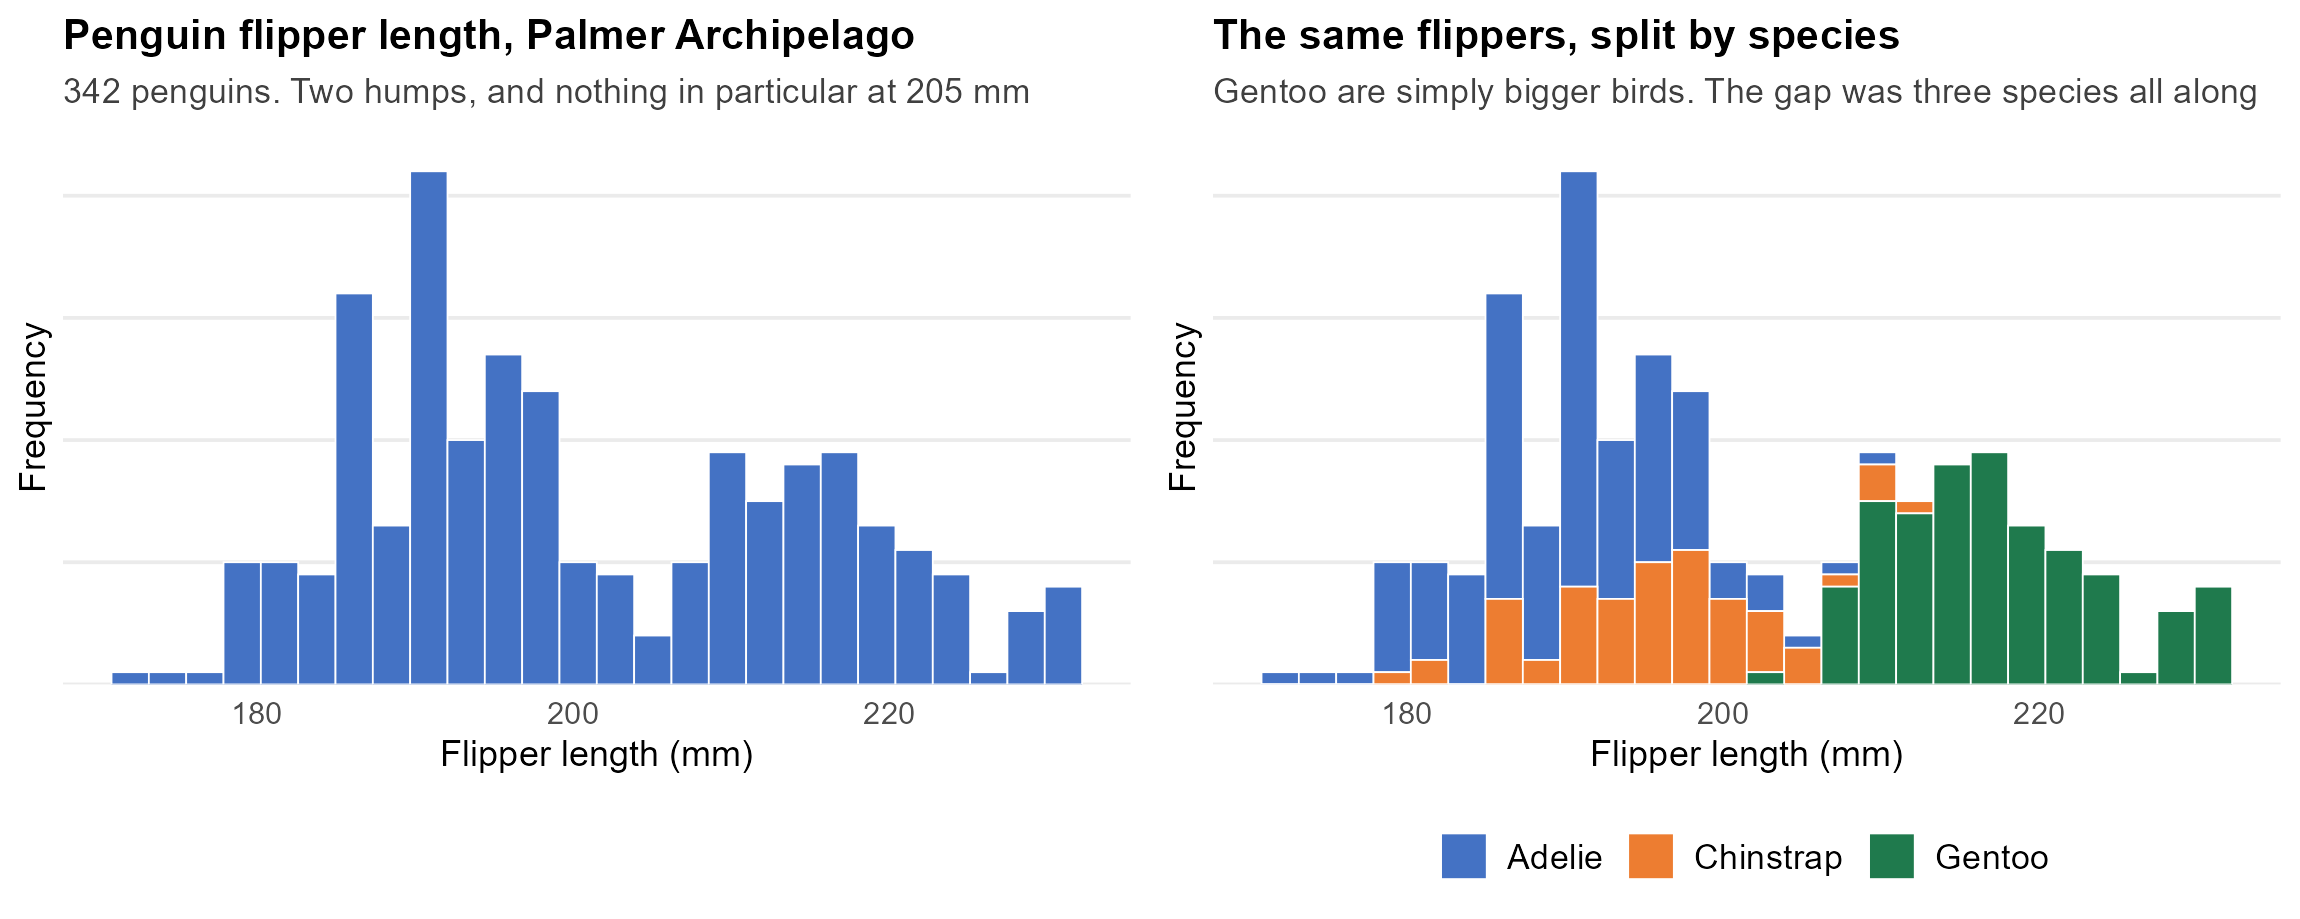 Penguin flipper length, Palmer Archipelago
342 penguins. Two humps, and nothing in particular at 205 mm
Frequency
180 200 220
Flipper length (mm)
The same flippers, split by species
Gentoo are simply bigger birds. The gap was three species all along
Frequency
180 200 220
Flipper length (mm)
Adelie Chinstrap Gentoo